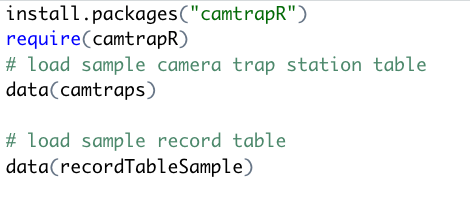 install.packages("camtrapR")
require(camtrapR)
# load sample camera trap station table
data(camtraps)
# load sample record table
data(recordTableSample)